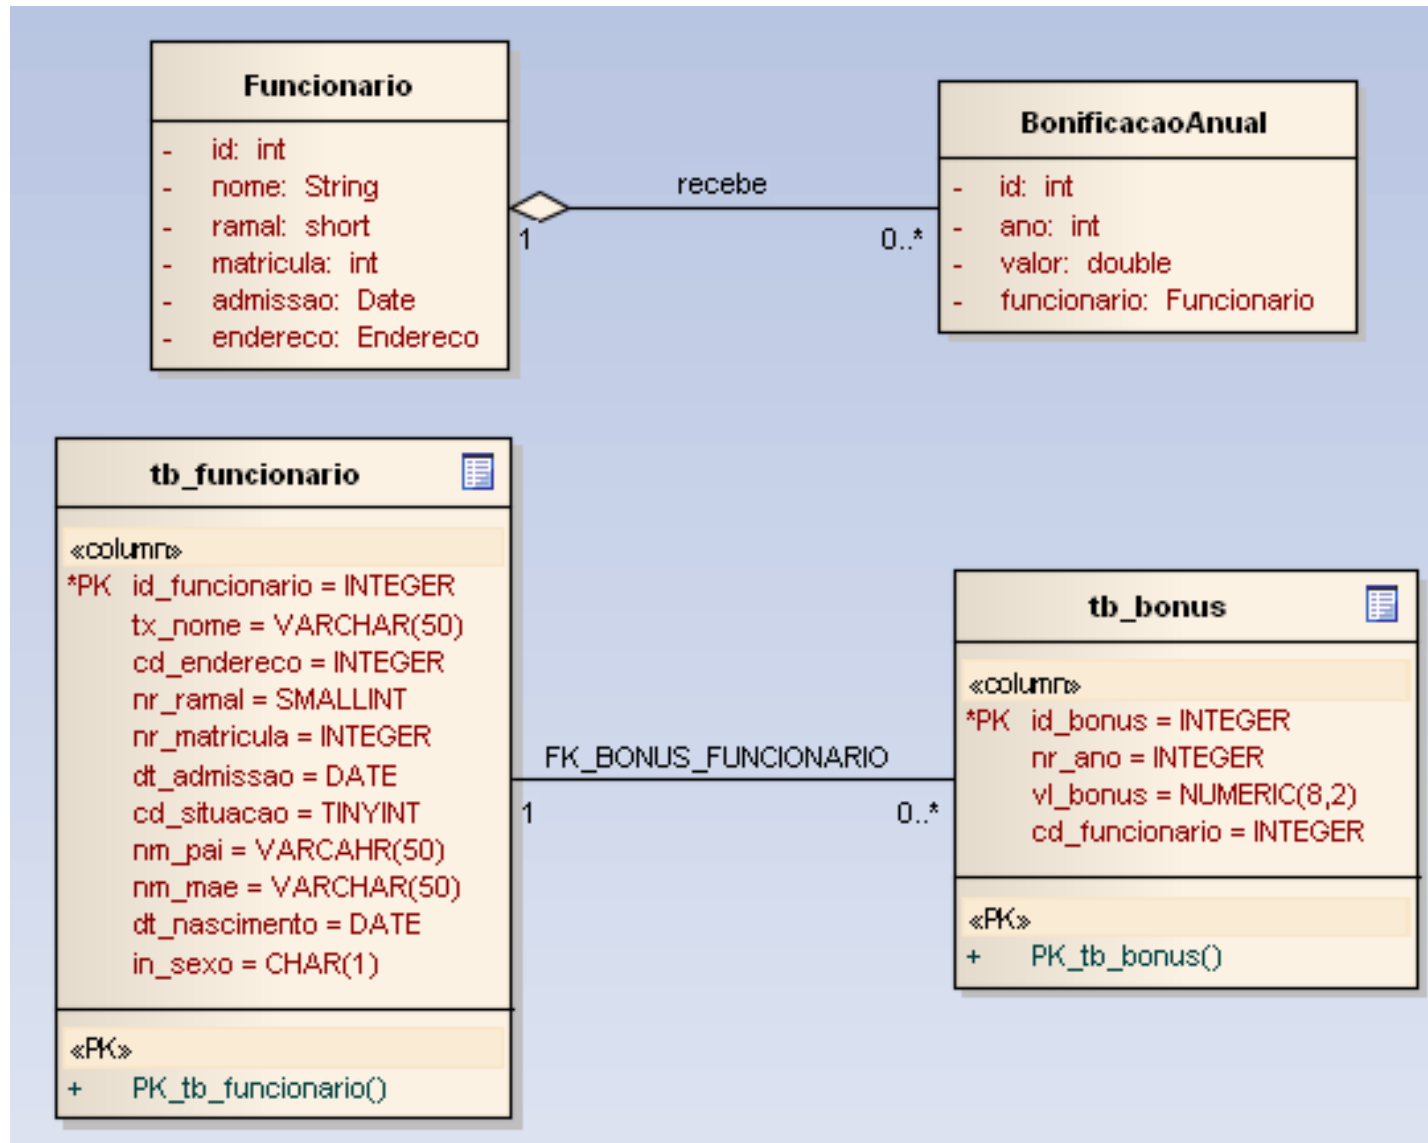 Funcionario
- id: int
- nome: String
- ramal: short
- matricula: int
- admissao: Date
- endereco: Endereco
recebe
1
0..*
BonificacaoAnual
- id: int
- ano: int
- valor: double
- funcionario: Funcionario
tb_funcionario
«column»
*PK id_funcionario = INTEGER
tx_nome = VARCHAR(50)
cd_endereco = INTEGER
nr_ramal = SMALLINT
nr_matricula = INTEGER
dt_admissao = DATE
cd_situacao = TINYINT
nm_pai = VARCAHR(50)
nm_mae = VARCHAR(50)
dt_nascimento = DATE
in_sexo = CHAR(1)
«PK»
+ PK_tb_funcionario()
FK_BONUS_FUNCIONARIO
1
0..*
tb_bonus
«column»
*PK id_bonus = INTEGER
nr_ano = INTEGER
vl_bonus = NUMERIC(8,2)
cd_funcionario = INTEGER
«PK»
+ PK_tb_bonus()